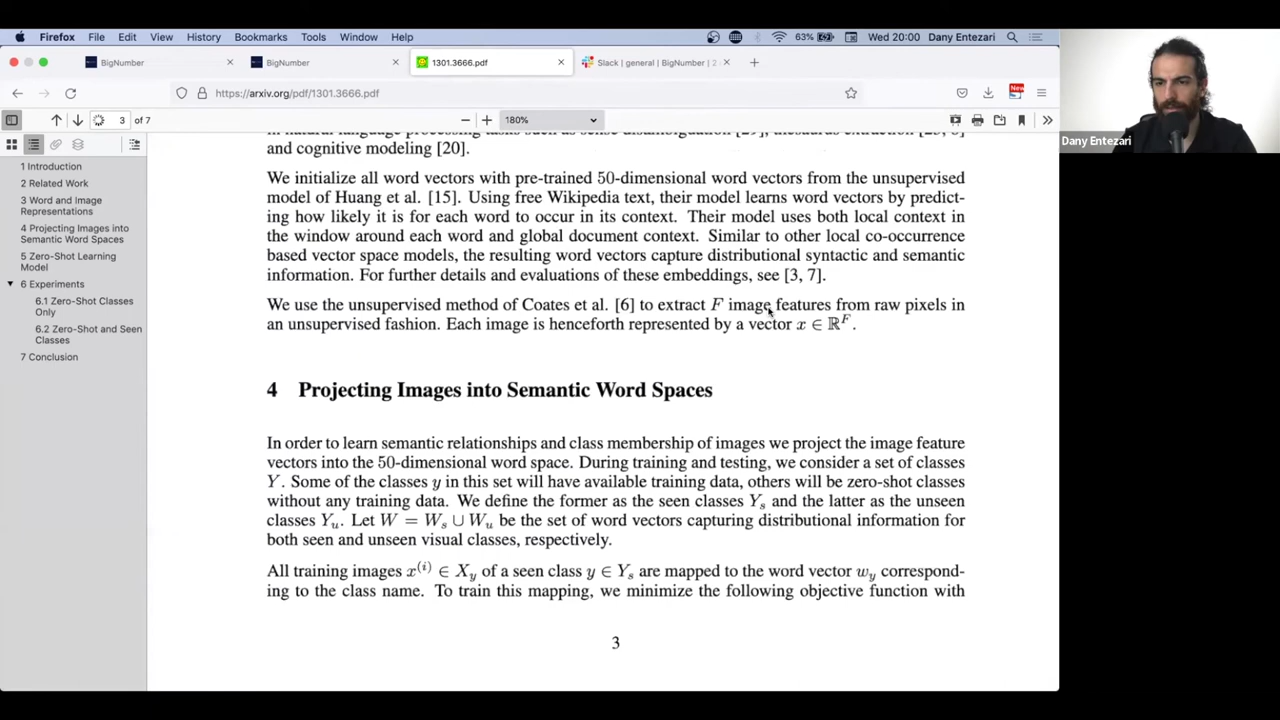 Firefox File Edit View History Bookmarks Tools Window Help 63% Wed 20:00 Dany Entezari
BigNumber × BigNumber × 1301.3666.pdf × Slack | general | BigNumber | 2 × +
https://arxiv.org/pdf/1301.3666.pdf New
3 of 7 180%
1 Introduction
2 Related Work
3 Word and Image
Representations
4 Projecting Images into
Semantic Word Spaces
5 Zero-Shot Learning
Model
6 Experiments
6.1 Zero-Shot Classes
Only
6.2 Zero-Shot and Seen
Classes
7 Conclusion
in natural language processing tasks such as sense disambiguation [29], thesaurus extraction
and cognitive modeling [20].
We initialize all word vectors with pre-trained 50-dimensional word vectors from the unsupervised
model of Huang et al. [15]. Using free Wikipedia text, their model learns word vectors by predict-
ing how likely it is for each word to occur in its context. Their model uses both local context in
the window around each word and global document context. Similar to other local co-occurrence
based vector space models, the resulting word vectors capture distributional syntactic and semantic
information. For further details and evaluations of these embeddings, see [3, 7].
We use the unsupervised method of Coates et al. [6] to extract F image features from raw pixels in
an unsupervised fashion. Each image is henceforth represented by a vector x ∈ ℝ^F.
4 Projecting Images into Semantic Word Spaces
In order to learn semantic relationships and class membership of images we project the image feature
vectors into the 50-dimensional word space. During training and testing, we consider a set of classes
Y. Some of the classes y in this set will have available training data, others will be zero-shot classes
without any training data. We define the former as the seen classes Y_s and the latter as the unseen
classes Y_u. Let W = W_s ∪ W_u be the set of word vectors capturing distributional information for
both seen and unseen visual classes, respectively.
All training images x^(i) ∈ X_y of a seen class y ∈ Y_s are mapped to the word vector w_y correspond-
ing to the class name. To train this mapping, we minimize the following objective function with
3
Dany Entezari